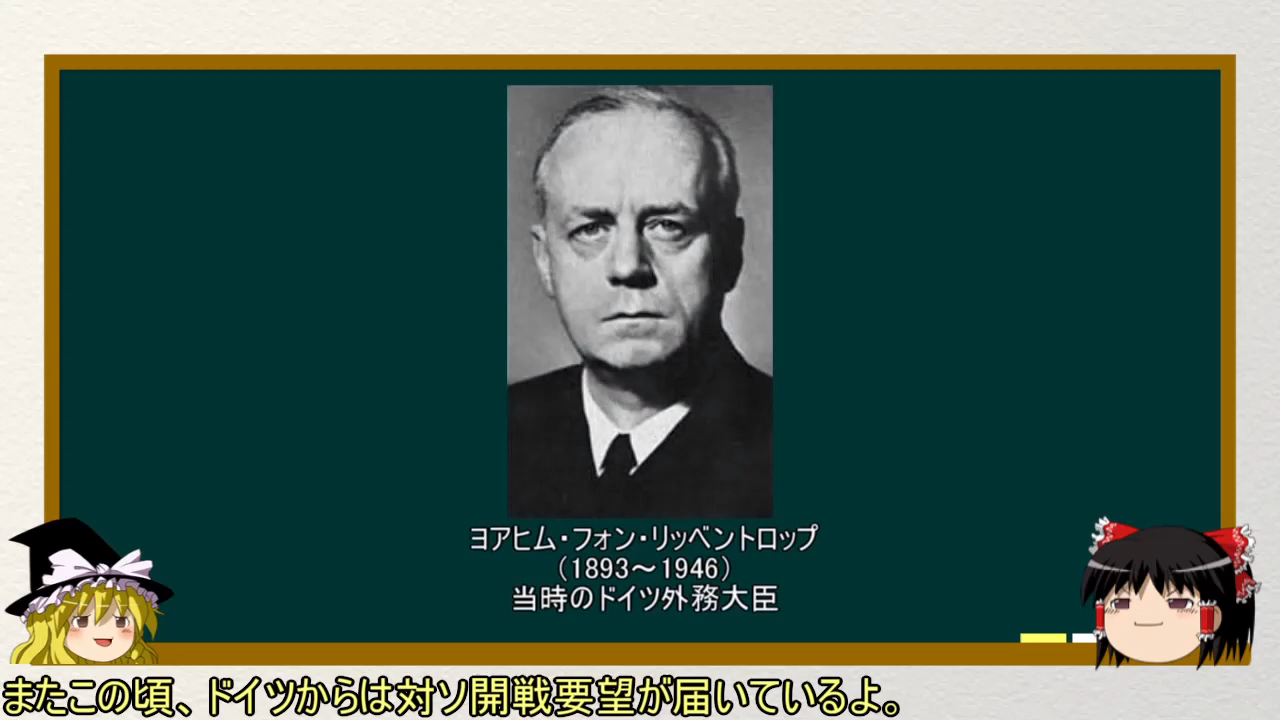 ヨアヒム・フォン・リッベントロップ
（1893～1946）
当時のドイツ外務大臣
またこの頃、ドイツからは対ソ開戦要望が届いているよ。